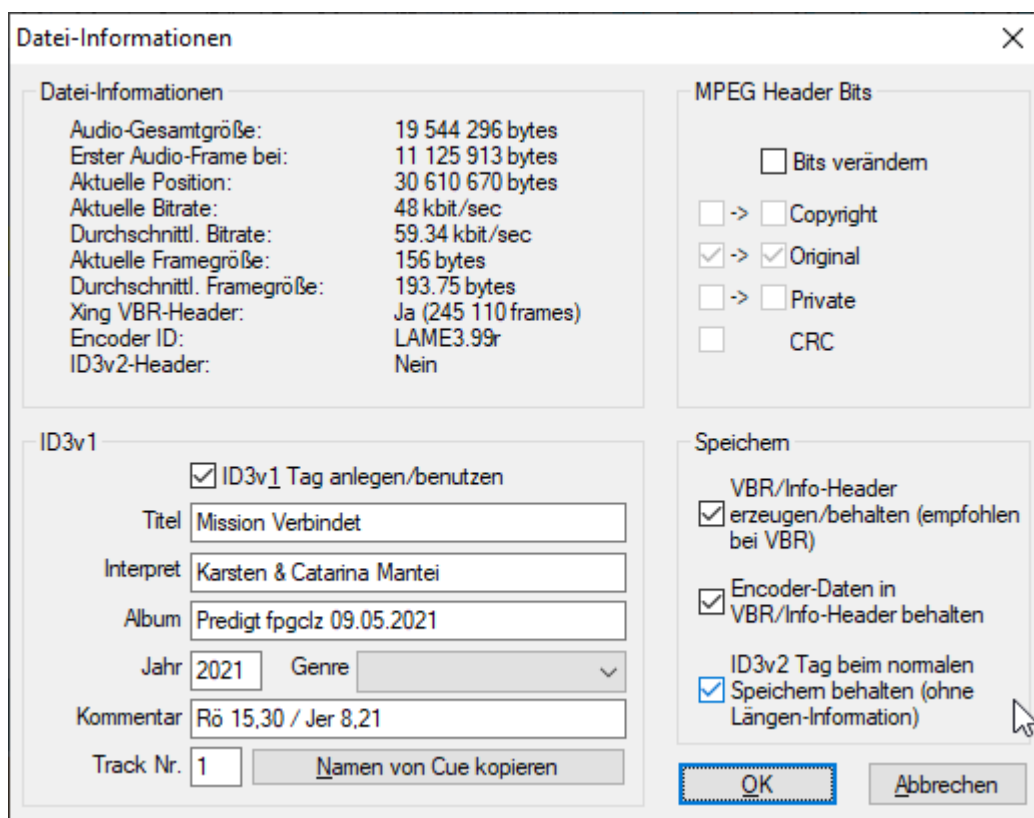 Datei-Informationen
Datei-Informationen
Audio-Gesamtgröße: 19 544 296 bytes
Erster Audio-Frame bei: 11 125 913 bytes
Aktuelle Position: 30 610 670 bytes
Aktuelle Bitrate: 48 kbit/sec
Durchschnittl. Bitrate: 59.34 kbit/sec
Aktuelle Framegröße: 156 bytes
Durchschnittl. Framegröße: 193.75 bytes
Xing VBR-Header: Ja (245 110 frames)
Encoder ID: LAME3.99r
ID3v2-Header: Nein
MPEG Header Bits
Bits verändern
-> Copyright
-> Original
-> Private
CRC
ID3v1
ID3v1 Tag anlegen/benutzen
Titel Mission Verbindet
Interpret Karsten & Catarina Mantei
Album Predigt fpgclz 09.05.2021
Jahr 2021 Genre
Kommentar Rö 15,30 / Jer 8,21
Track Nr. 1 Namen von Cue kopieren
Speichern
VBR/Info-Header
erzeugen/behalten (empfohlen
bei VBR)
Encoder-Daten in
VBR/Info-Header behalten
ID3v2 Tag beim normalen
Speichern behalten (ohne
Längen-Information)
OK Abbrechen